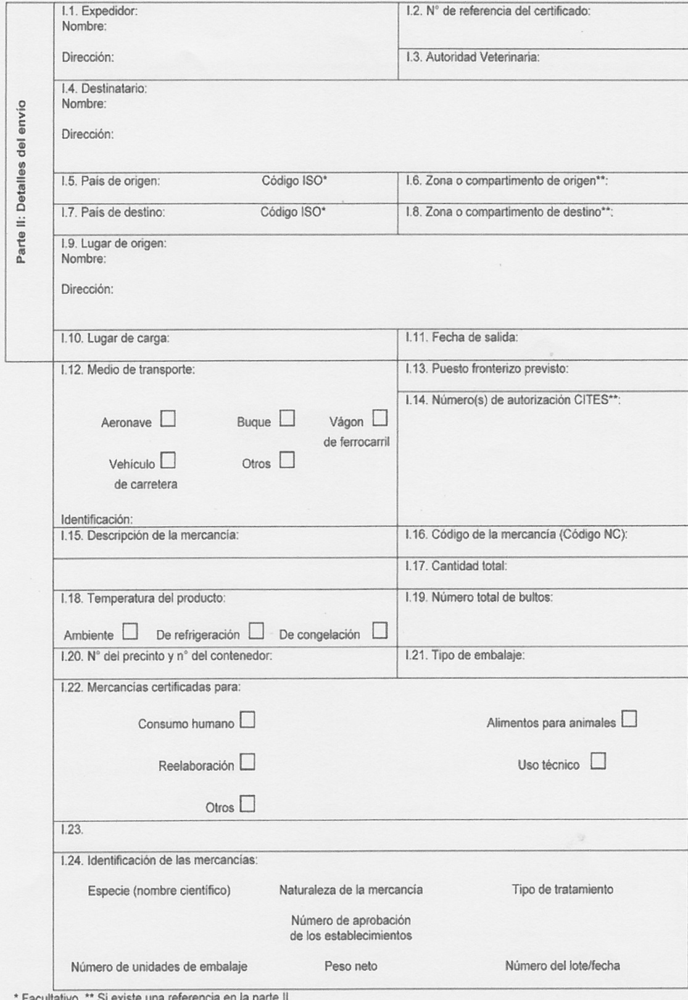 Parte II: Detalles del envío
I.1. Expedidor:
Nombre:
Dirección:
I.2. N° de referencia del certificado:
I.3. Autoridad Veterinaria:
I.4. Destinatario:
Nombre:
Dirección:
I.5. País de origen: Código ISO*
I.6. Zona o compartimento de origen**:
I.7. País de destino: Código ISO*
I.8. Zona o compartimento de destino**:
I.9. Lugar de origen:
Nombre:
Dirección:
I.10. Lugar de carga:
I.11. Fecha de salida:
I.12. Medio de transporte:
Aeronave Buque Vágon
de ferrocarril
Vehículo Otros
de carretera
Identificación:
I.13. Puesto fronterizo previsto:
I.14. Número(s) de autorización CITES**:
I.15. Descripción de la mercancía:
I.16. Código de la mercancía (Código NC):
I.17. Cantidad total:
I.18. Temperatura del producto:
Ambiente De refrigeración De congelación
I.19. Número total de bultos:
I.20. N° del precinto y n° del contenedor:
I.21. Tipo de embalaje:
I.22. Mercancías certificadas para:
Consumo humano Alimentos para animales
Reelaboración Uso técnico
Otros
I.23.
I.24. Identificación de las mercancías:
Especie (nombre científico) Naturaleza de la mercancía Tipo de tratamiento
Número de aprobación
de los establecimientos
Número de unidades de embalaje Peso neto Número del lote/fecha
* Facultativo ** Si existe una referencia en la parte II